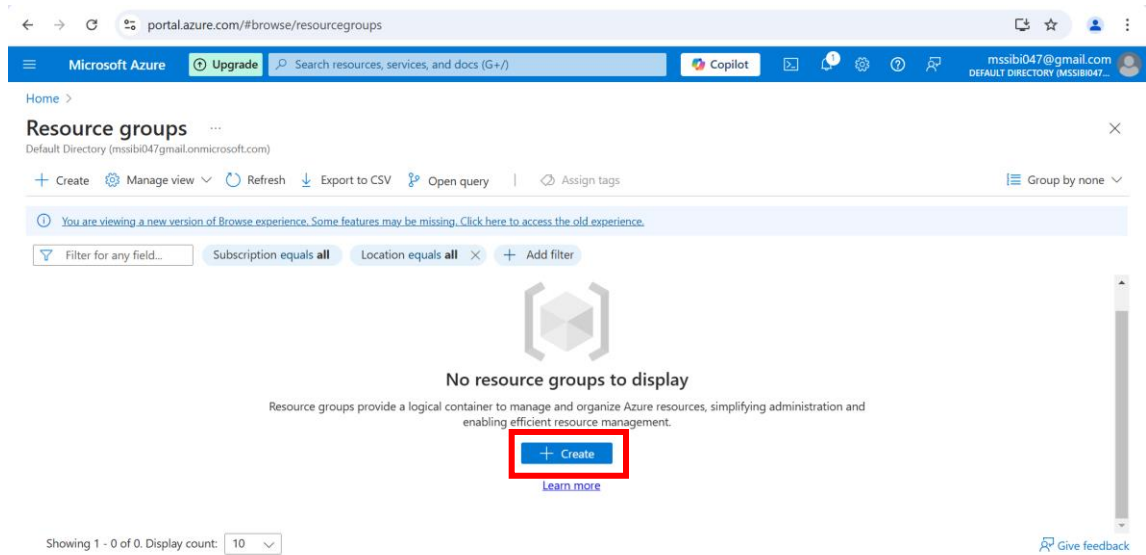 portal.azure.com/#browse/resourcegroups
Microsoft Azure Upgrade Search resources, services, and docs (G+/) Copilot 1 mssibi047@gmail.com
DEFAULT DIRECTORY (MSSIBI047...
Home >
Resource groups ...
Default Directory (mssibi047gmail.onmicrosoft.com)
+ Create Manage view Refresh Export to CSV Open query | Assign tags Group by none
You are viewing a new version of Browse experience. Some features may be missing. Click here to access the old experience.
Filter for any field... Subscription equals all Location equals all × + Add filter
No resource groups to display
Resource groups provide a logical container to manage and organize Azure resources, simplifying administration and
enabling efficient resource management.
+ Create
Learn more
Showing 1 - 0 of 0. Display count: 10 Give feedback